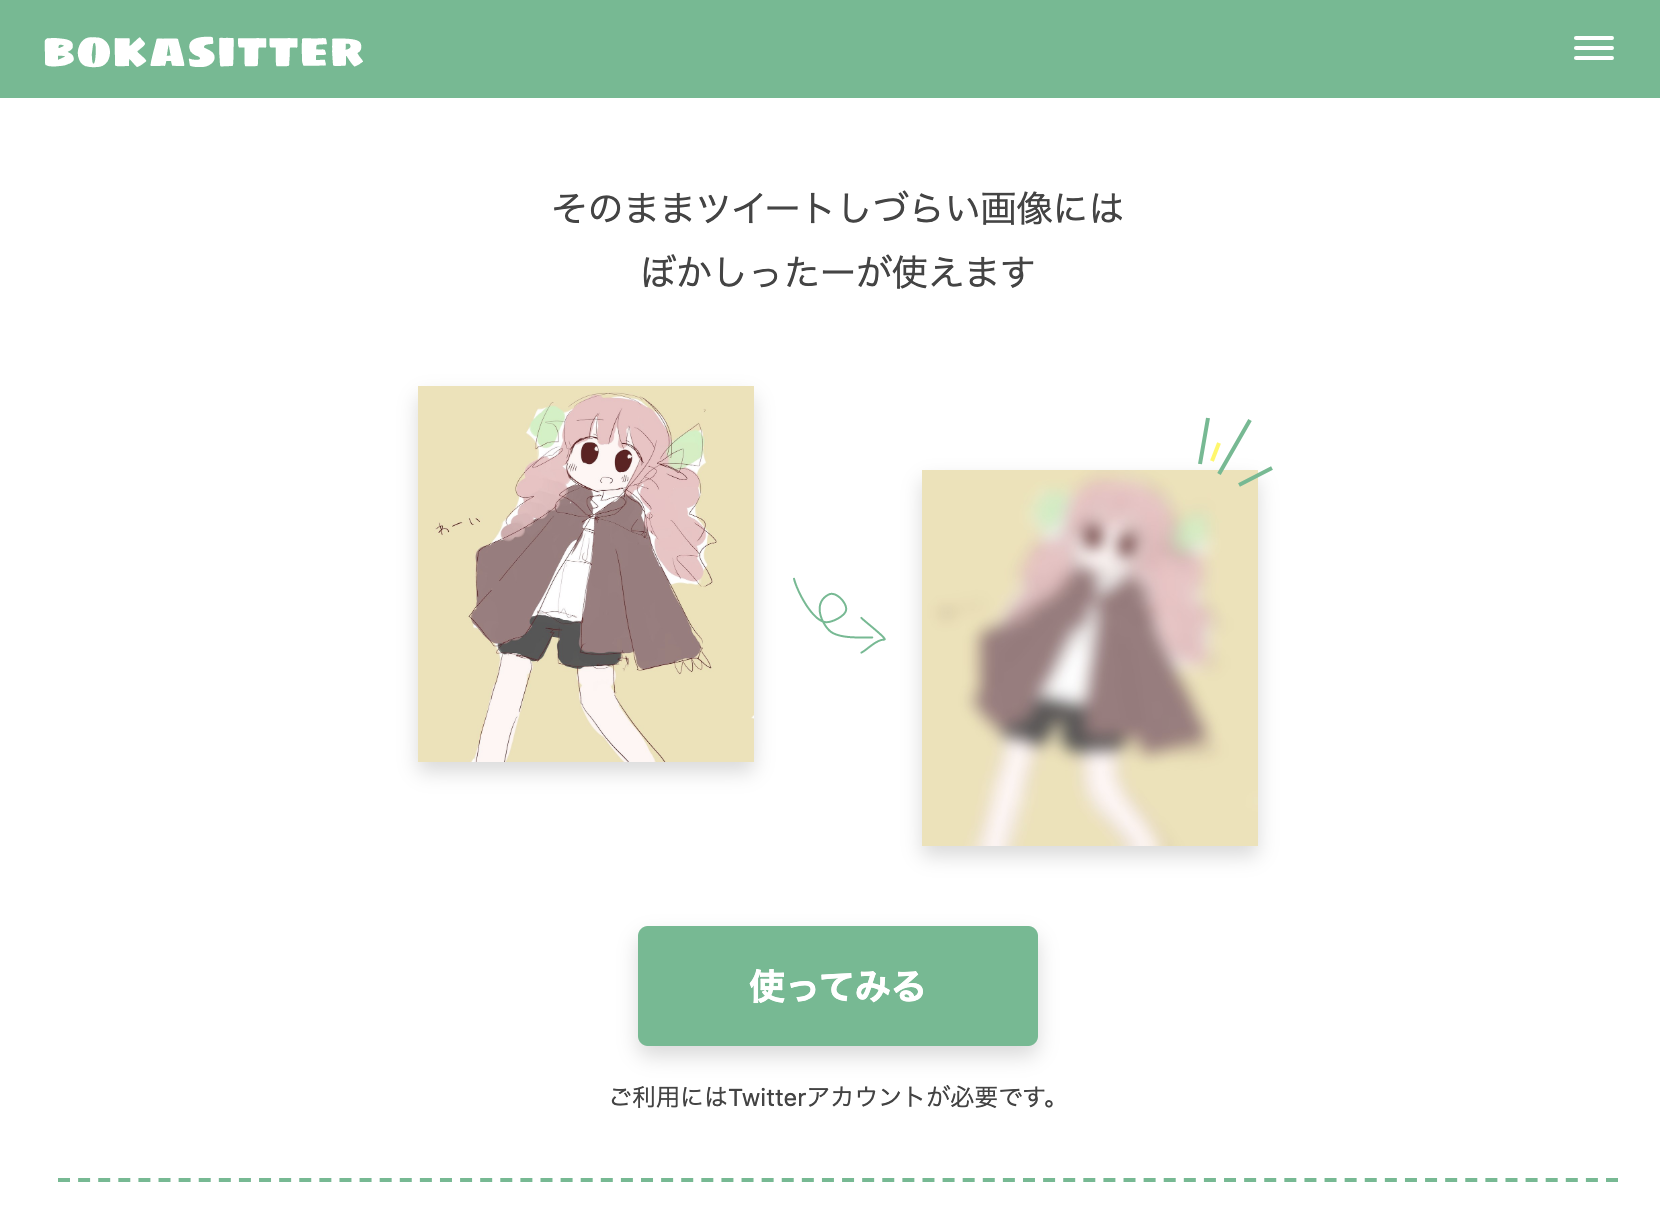 BOKASITTER
そのままツイートしづらい画像には
ぼかしったーが使えます
わーい
使ってみる
ご利用にはTwitterアカウントが必要です。